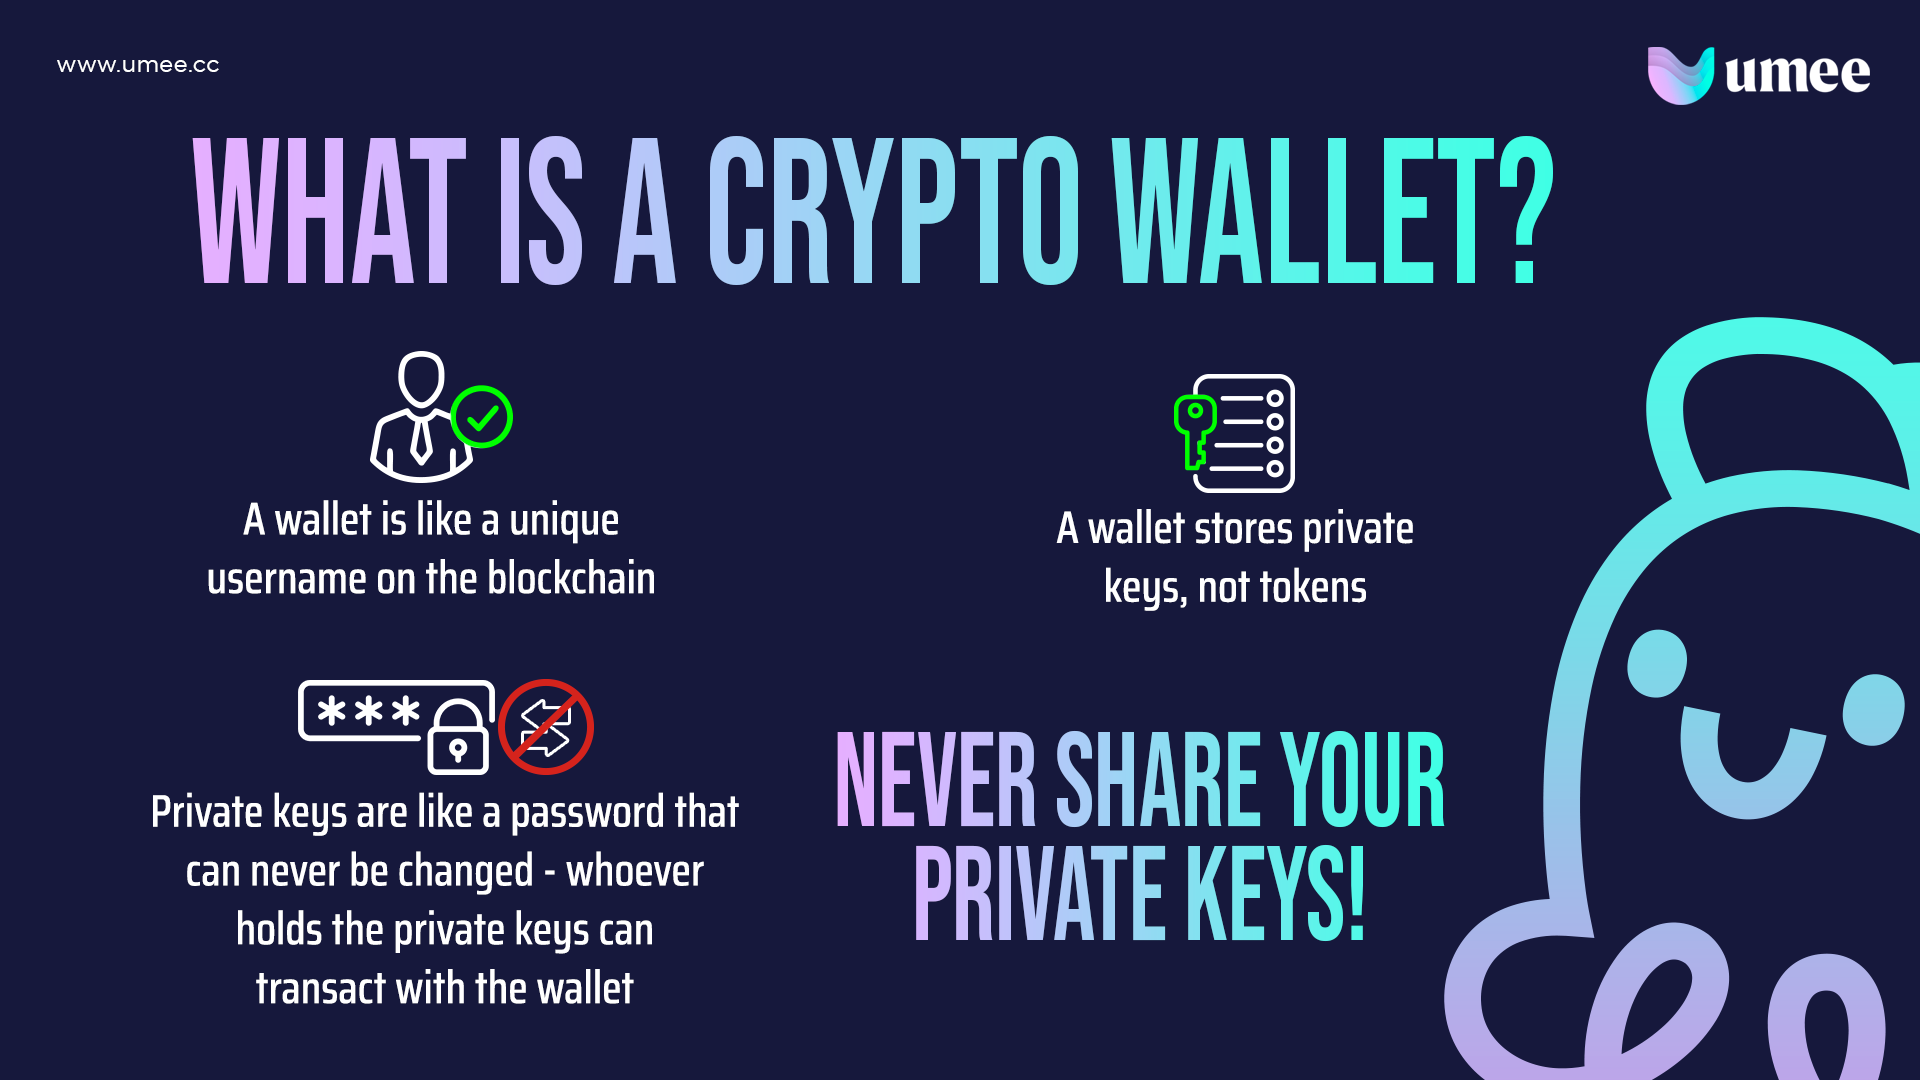 www.umee.cc
umee
WHAT IS A CRYPTO WALLET?
A wallet is like a unique
username on the blockchain
A wallet stores private
keys, not tokens
***
Private keys are like a password that
can never be changed - whoever
holds the private keys can
transact with the wallet
NEVER SHARE YOUR
PRIVATE KEYS!